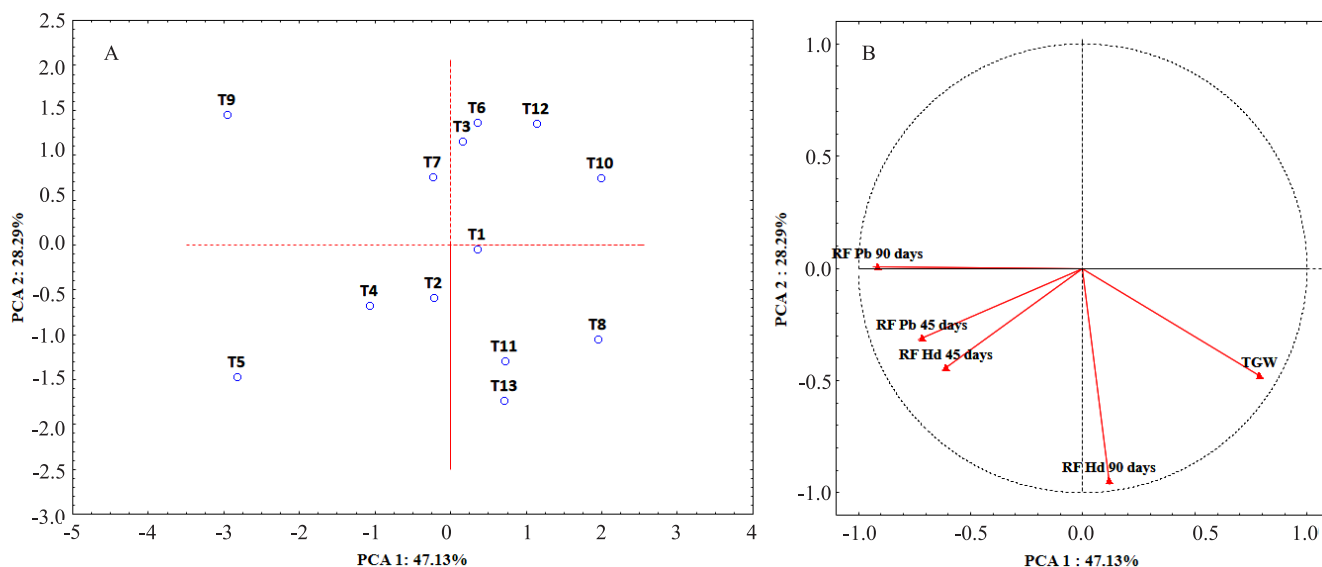 A
2.5
2.0
1.5
1.0
0.5
0.0
-0.5
-1.0
-1.5
-2.0
-2.5
-3.0
PCA 2: 28.29%
T9
T6
T12
T3
T7
T10
T1
T4
T2
T8
T5
T11
T13
-5
-4
-3
-2
-1
0
1
2
3
4
PCA 1: 47.13%
B
1.0
0.5
0.0
-0.5
-1.0
PCA 2 : 28.29%
RF Pb 90 days
RF Pb 45 days
RF Hd 45 days
TGW
RF Hd 90 days
-1.0
-0.5
0.0
0.5
1.0
PCA 1 : 47.13%